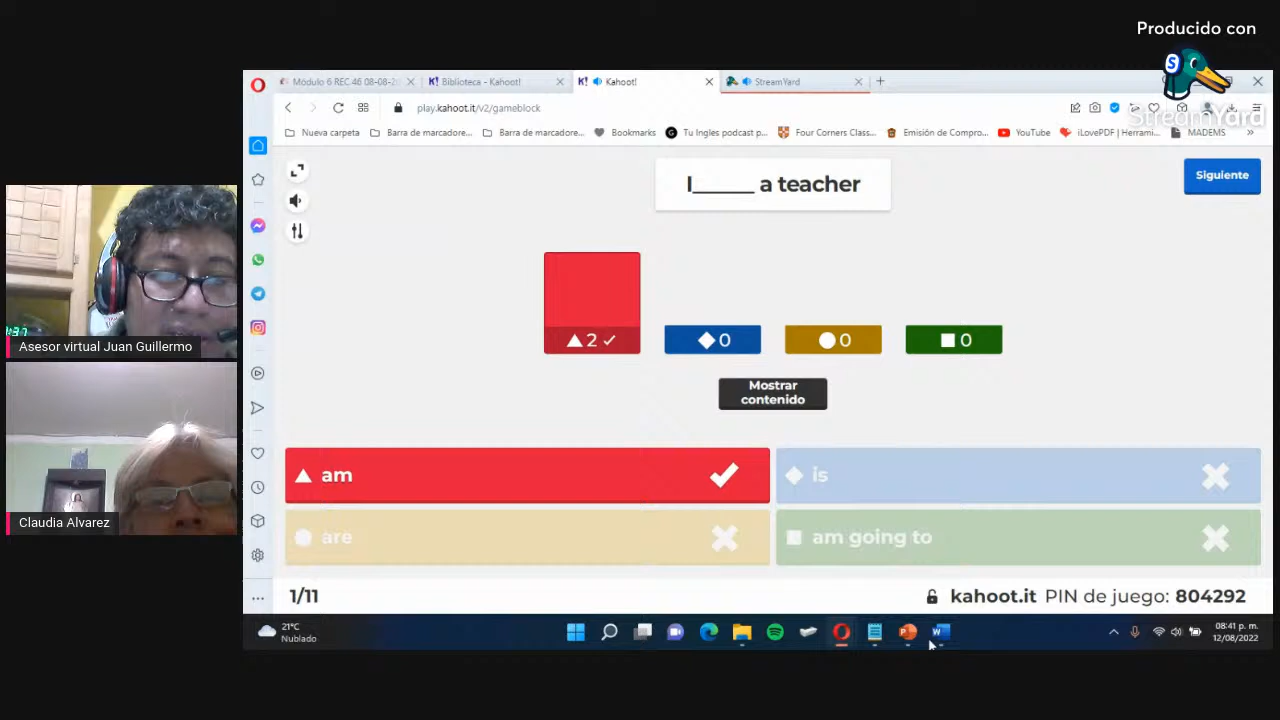 Producido con
StreamYard
Módulo 6 REC 46 08-08-2
Biblioteca - Kahoot!
Kahoot!
StreamYard
play.kahoot.it/v2/gameblock
Nueva carpeta
Barra de marcadore...
Barra de marcadore...
Bookmarks
Tu Ingles podcast p...
Four Corners Class...
Emisión de Compro...
YouTube
iLovePDF | Herrami...
MADEMS
I_____ a teacher
Siguiente
2
0
0
0
Mostrar
contenido
am
is
are
am going to
1/11
kahoot.it PIN de juego: 804292
Asesor virtual Juan Guillermo
Claudia Alvarez
21°C
Nublado
08:41 p. m.
12/08/2022